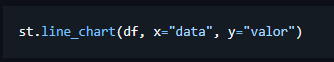 st.line_chart(df, x="data", y="valor")